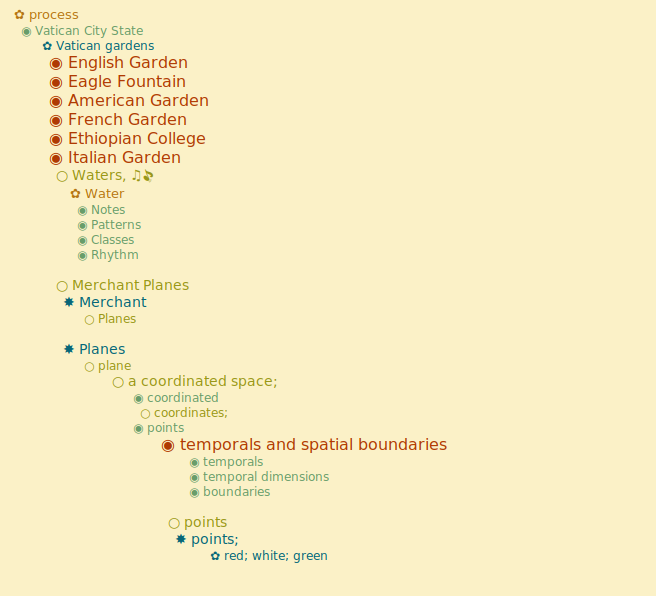 ✿ process
◉ Vatican City State
✿ Vatican gardens
◉ English Garden
◉ Eagle Fountain
◉ American Garden
◉ French Garden
◉ Ethiopian College
◉ Italian Garden
○ Waters, ♫☙
✿ Water
◉ Notes
◉ Patterns
◉ Classes
◉ Rhythm
○ Merchant Planes
✸ Merchant
○ Planes
✸ Planes
○ plane
○ a coordinated space;
◉ coordinated
○ coordinates;
◉ points
◉ temporals and spatial boundaries
◉ temporals
◉ temporal dimensions
◉ boundaries
○ points
✸ points;
✿ red; white; green